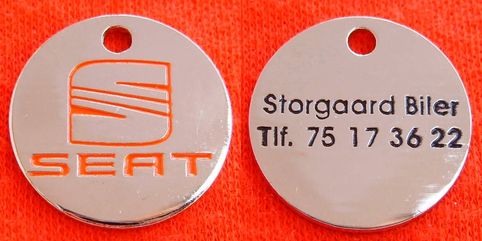 SEAT
Storgaard Biler
Tlf. 75 17 36 22